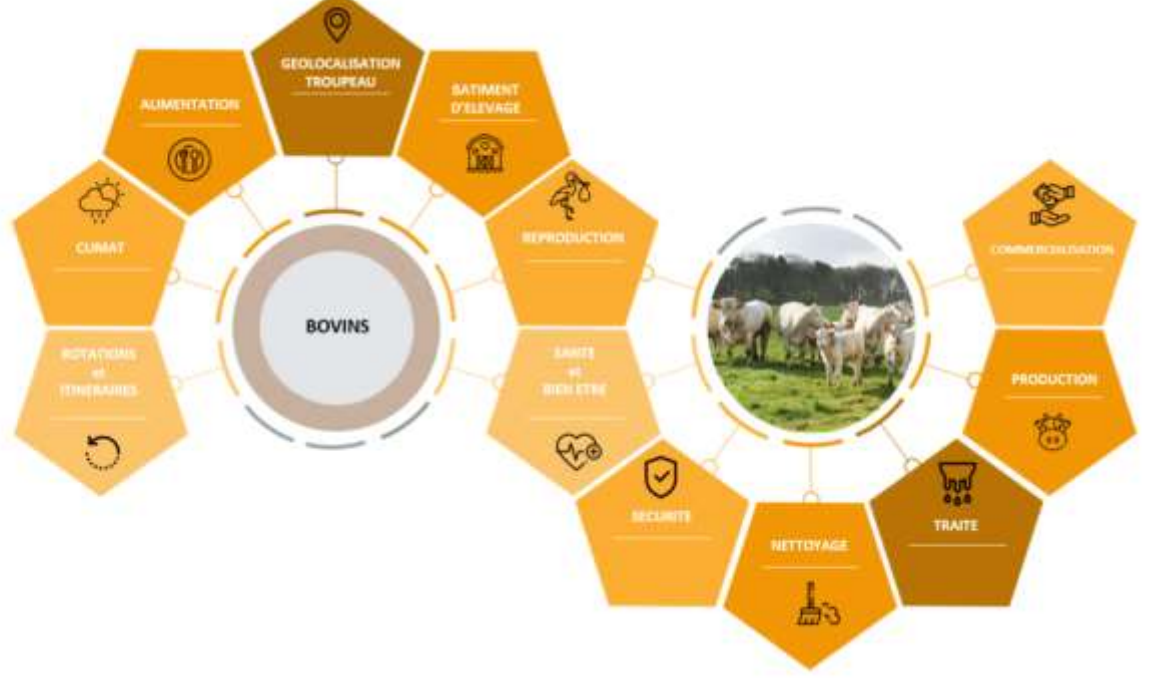 GEOLOCALISATION
TROUPEAU
ALIMENTATION
BATIMENT
D'ELEVAGE
CLIMAT
REPRODUCTION
COMMERCIALISATION
BOVINS
ROTATIONS
et
ITINERAIRES
SANTE
et
BIEN ETRE
PRODUCTION
SECURITE
TRAITE
NETTOYAGE